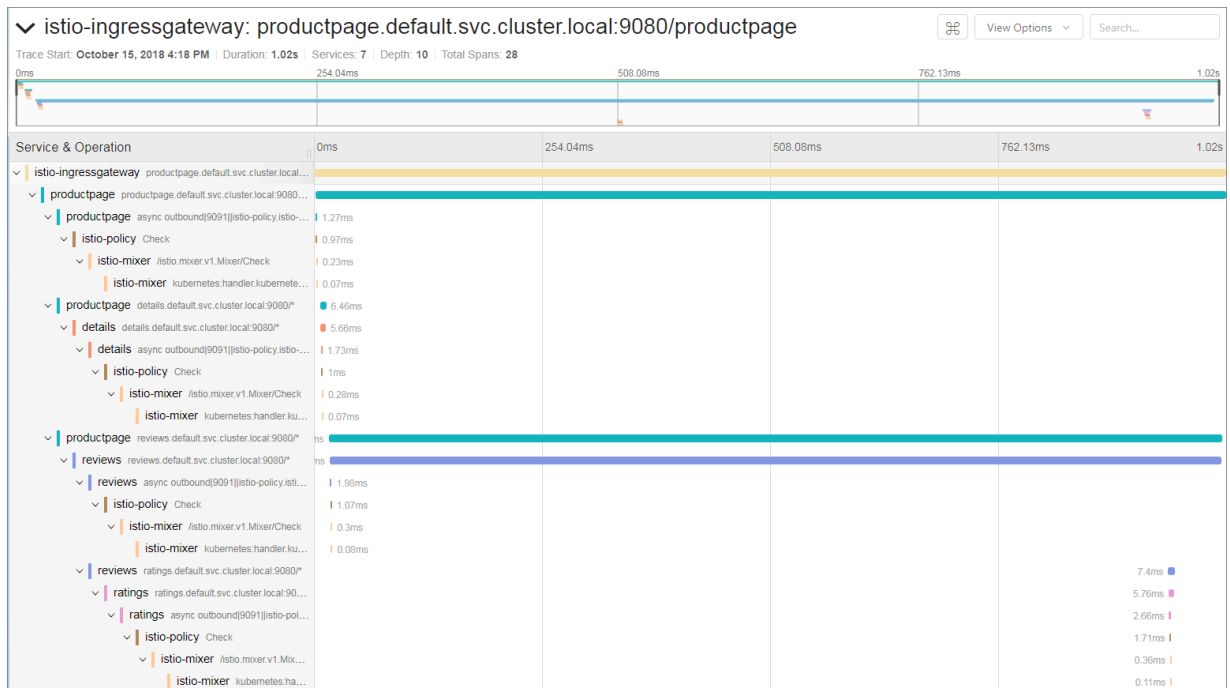 istio-ingressgateway: productpage.default.svc.cluster.local:9080/productpage
⌘ View Options Search...
Trace Start: October 15, 2018 4:18 PM | Duration: 1.02s | Services: 7 | Depth: 10 | Total Spans: 28
0ms 254.04ms 508.08ms 762.13ms 1.02s
Service & Operation 0ms 254.04ms 508.08ms 762.13ms 1.02s
istio-ingressgateway productpage.default.svc.cluster.local...
productpage productpage.default.svc.cluster.local:9080...
productpage async outbound|9091||istio-policy.istio-... 1.27ms
istio-policy Check 0.97ms
istio-mixer /istio.mixer.v1.Mixer/Check 0.23ms
istio-mixer kubernetes:handler.kubernete... 0.07ms
productpage details.default.svc.cluster.local:9080/* 6.46ms
details details.default.svc.cluster.local:9080/* 5.66ms
details async outbound|9091||istio-policy.istio-... 1.73ms
istio-policy Check 1ms
istio-mixer /istio.mixer.v1.Mixer/Check 0.28ms
istio-mixer kubernetes:handler.ku... 0.07ms
productpage reviews.default.svc.cluster.local:9080/* ms
reviews reviews.default.svc.cluster.local:9080/* ms
reviews async outbound|9091||istio-policy.isti... 1.98ms
istio-policy Check 1.07ms
istio-mixer /istio.mixer.v1.Mixer/Check 0.3ms
istio-mixer kubernetes:handler.ku... 0.08ms
reviews ratings.default.svc.cluster.local:9080/* 7.4ms
ratings ratings.default.svc.cluster.local:90... 5.76ms
ratings async outbound|9091||istio-pol... 2.66ms
istio-policy Check 1.71ms
istio-mixer /istio.mixer.v1.Mix... 0.36ms
istio-mixer kubernetes:ha... 0.11ms